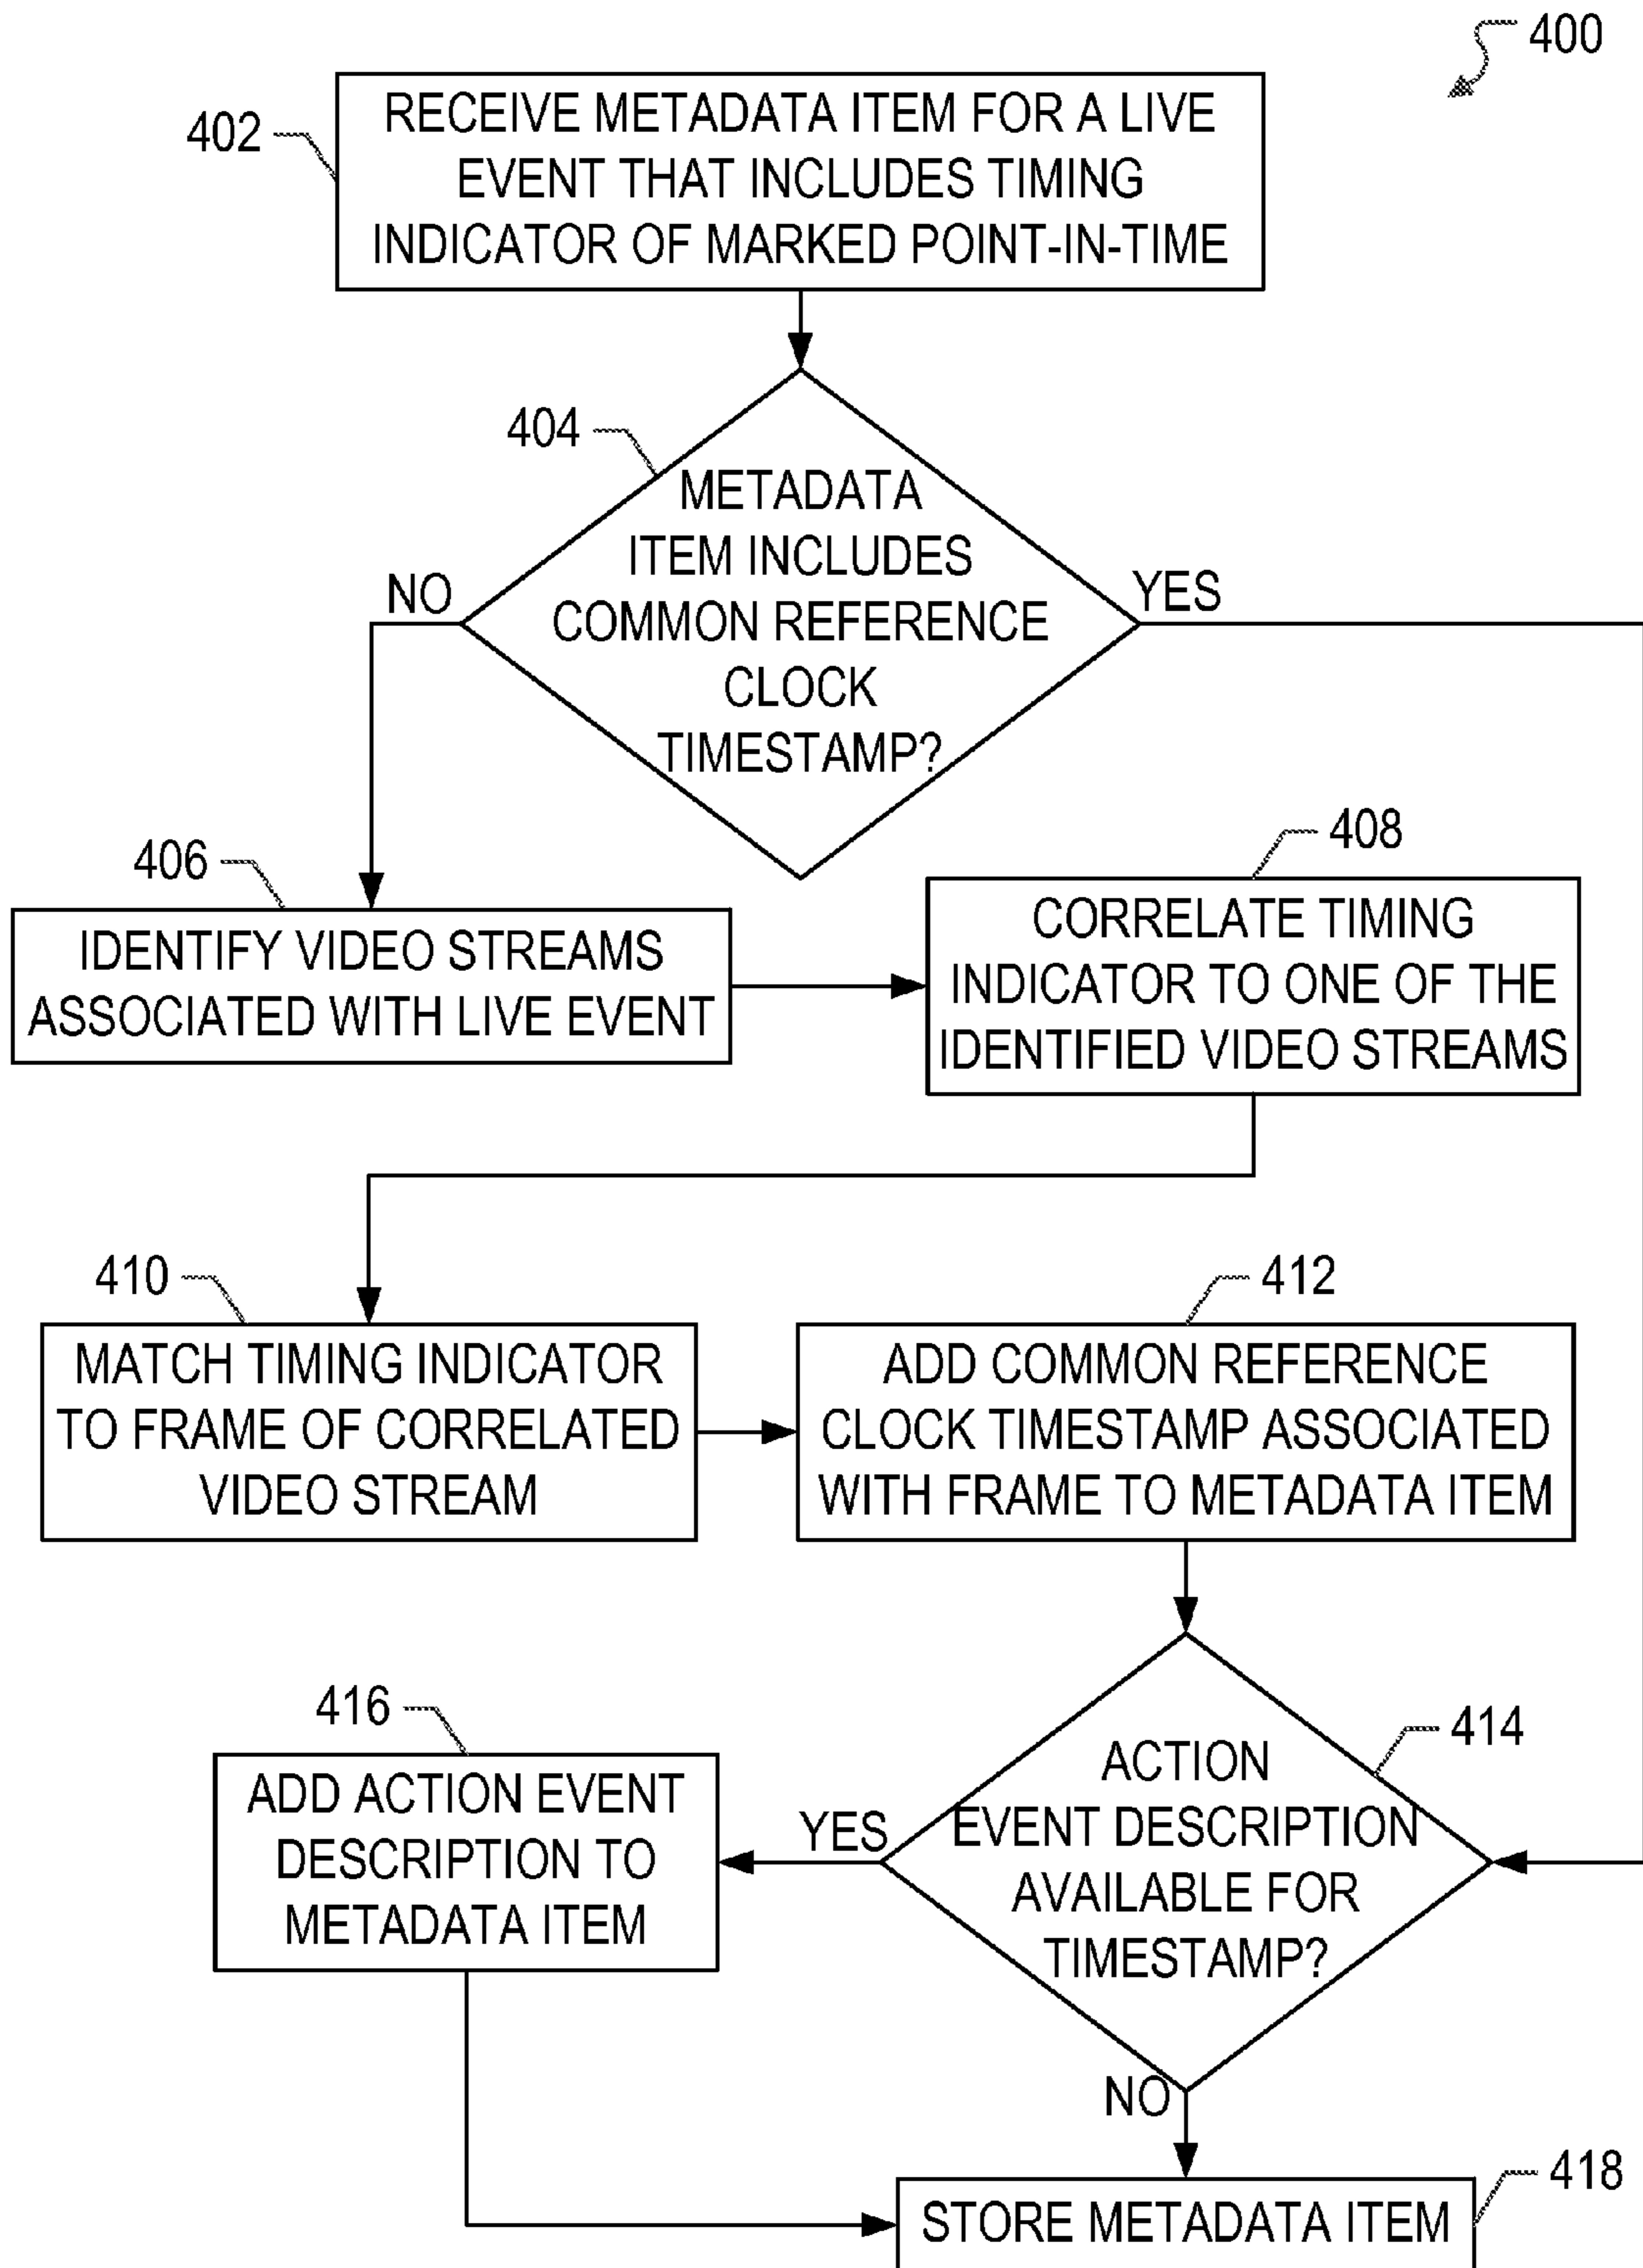 400
402
RECEIVE METADATA ITEM FOR A LIVE
EVENT THAT INCLUDES TIMING
INDICATOR OF MARKED POINT-IN-TIME
404
METADATA
ITEM INCLUDES
COMMON REFERENCE
CLOCK
TIMESTAMP?
NO
YES
406
IDENTIFY VIDEO STREAMS
ASSOCIATED WITH LIVE EVENT
408
CORRELATE TIMING
INDICATOR TO ONE OF THE
IDENTIFIED VIDEO STREAMS
410
MATCH TIMING INDICATOR
TO FRAME OF CORRELATED
VIDEO STREAM
412
ADD COMMON REFERENCE
CLOCK TIMESTAMP ASSOCIATED
WITH FRAME TO METADATA ITEM
414
ACTION
EVENT DESCRIPTION
AVAILABLE FOR
TIMESTAMP?
YES
NO
416
ADD ACTION EVENT
DESCRIPTION TO
METADATA ITEM
418
STORE METADATA ITEM